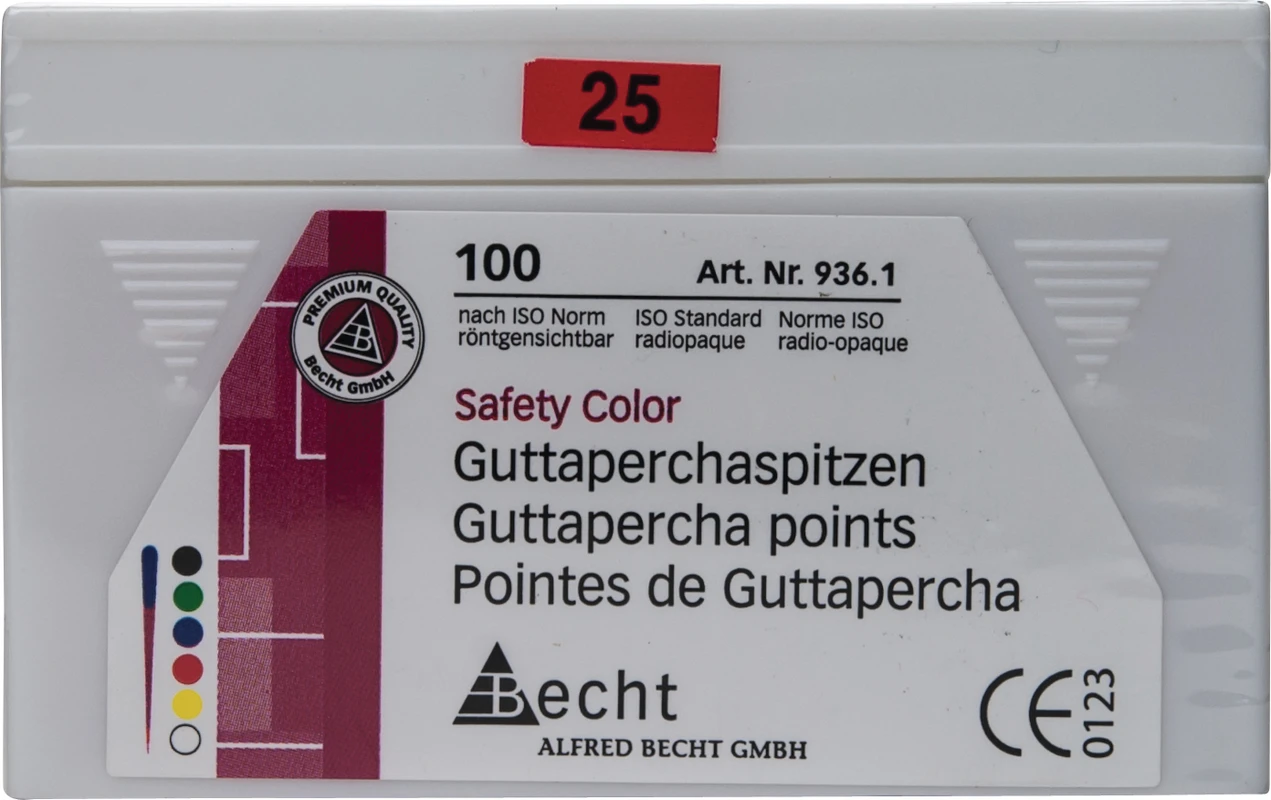 25
100
Art. Nr. 936.1
nach ISO Norm
röntgensichtbar
ISO Standard
radiopaque
Norme ISO
radio-opaque
PREMIUM QUALITY
Becht GmbH
B
Safety Color
Guttaperchaspitzen
Guttapercha points
Pointes de Guttapercha
Becht
ALFRED BECHT GMBH
CE
0123